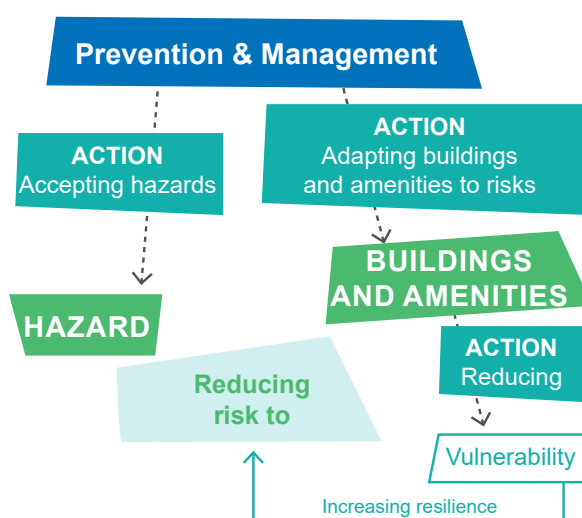 Prevention & Management
ACTION
Accepting hazards
ACTION
Adapting buildings
and amenities to risks
HAZARD
BUILDINGS
AND AMENITIES
ACTION
Reducing
Reducing
risk to
Vulnerability
Increasing resilience